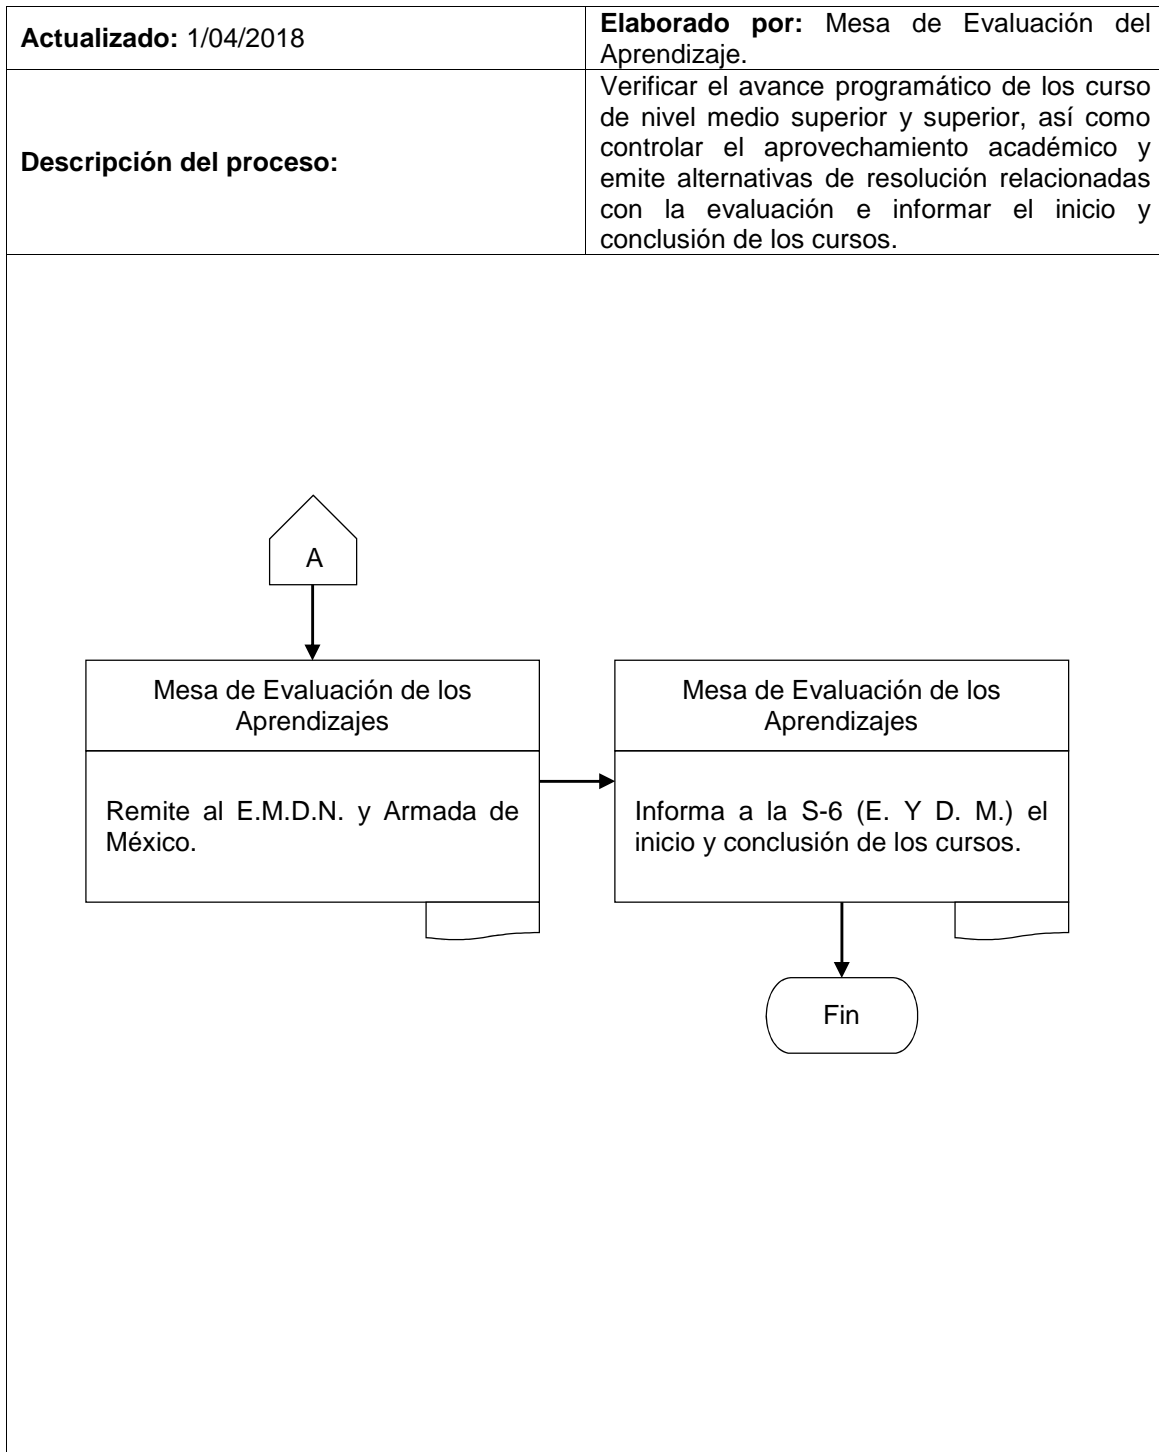 Actualizado: 1/04/2018
Elaborado por: Mesa de Evaluación del
Aprendizaje.
Descripción del proceso:
Verificar el avance programático de los curso
de nivel medio superior y superior, así como
controlar el aprovechamiento académico y
emite alternativas de resolución relacionadas
con la evaluación e informar el inicio y
conclusión de los cursos.
A
Mesa de Evaluación de los
Aprendizajes
Remite al E.M.D.N. y Armada de
México.
Mesa de Evaluación de los
Aprendizajes
Informa a la S-6 (E. Y D. M.) el
inicio y conclusión de los cursos.
Fin